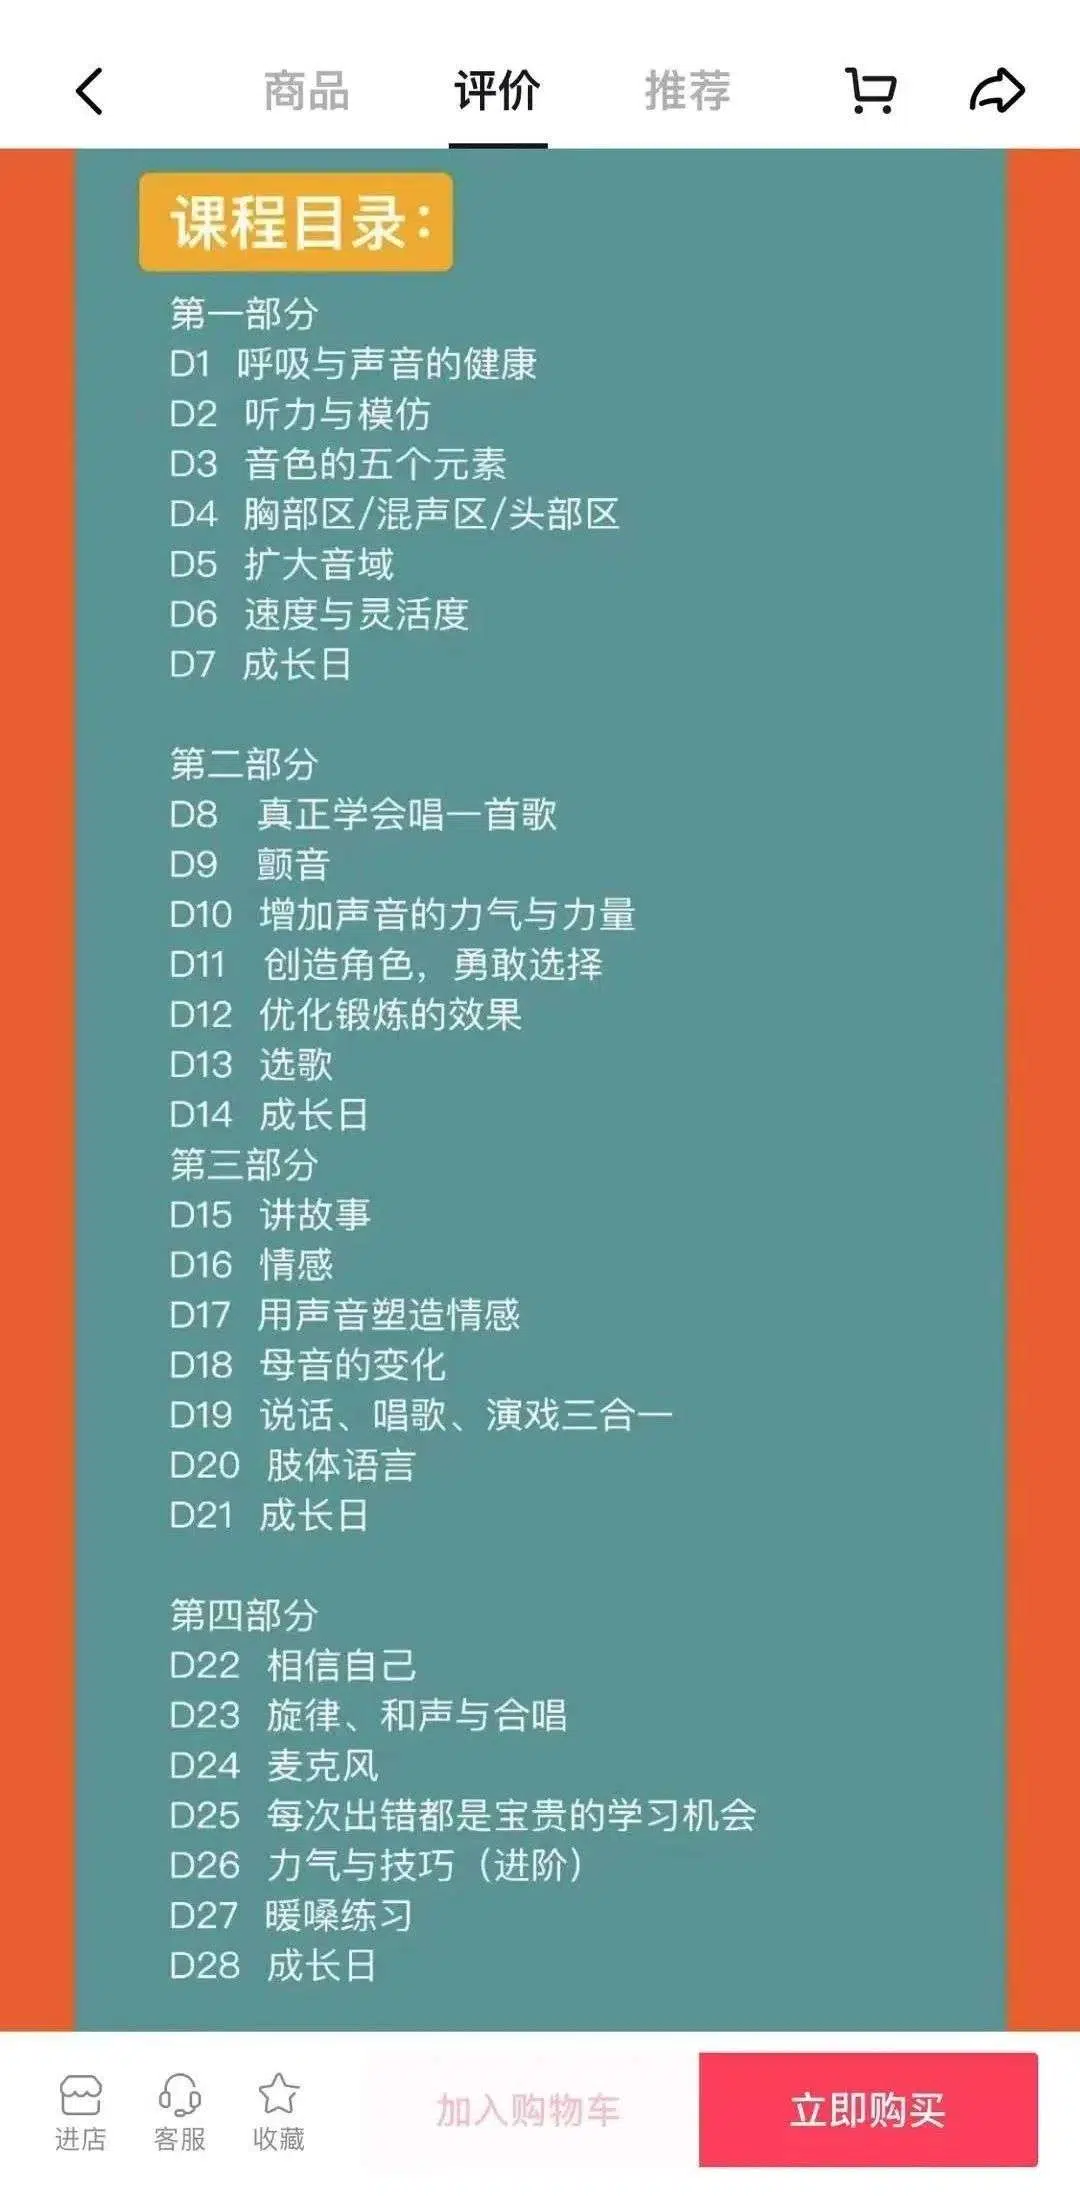 商品 评价 推荐
课程目录：
第一部分
D1 呼吸与声音的健康
D2 听力与模仿
D3 音色的五个元素
D4 胸部区/混声区/头部区
D5 扩大音域
D6 速度与灵活度
D7 成长日
第二部分
D8 真正学会唱一首歌
D9 颤音
D10 增加声音的力气与力量
D11 创造角色，勇敢选择
D12 优化锻炼的效果
D13 选歌
D14 成长日
第三部分
D15 讲故事
D16 情感
D17 用声音塑造情感
D18 母音的变化
D19 说话、唱歌、演戏三合一
D20 肢体语言
D21 成长日
第四部分
D22 相信自己
D23 旋律、和声与合唱
D24 麦克风
D25 每次出错都是宝贵的学习机会
D26 力气与技巧（进阶）
D27 暖嗓练习
D28 成长日
进店 客服 收藏 加入购物车 立即购买